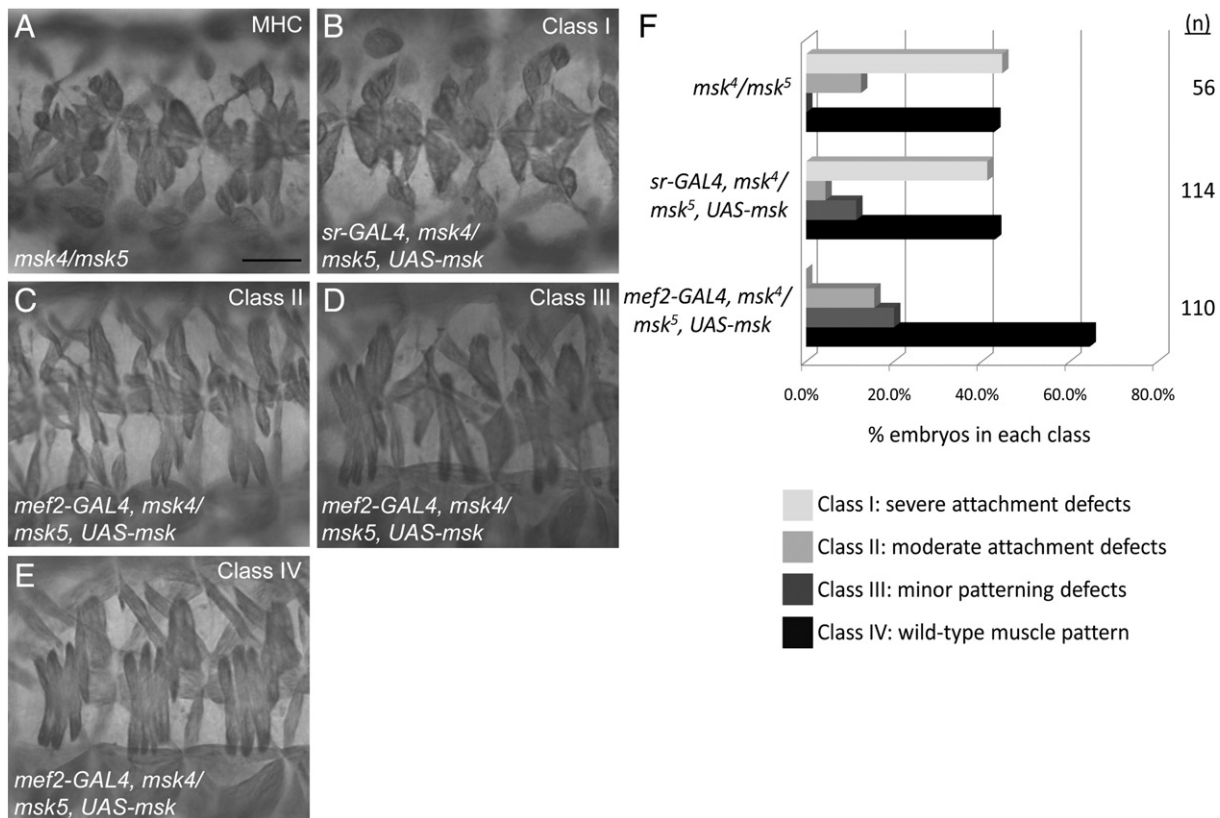 A
MHC
msk4/msk5
B
Class I
sr-GAL4, msk4/
msk5, UAS-msk
C
Class II
mef2-GAL4, msk4/
msk5, UAS-msk
D
Class III
mef2-GAL4, msk4/
msk5, UAS-msk
E
Class IV
mef2-GAL4, msk4/
msk5, UAS-msk
F
(n)
msk⁴/msk⁵
56
sr-GAL4, msk⁴/
msk⁵, UAS-msk
114
mef2-GAL4, msk⁴/
msk⁵, UAS-msk
110
0.0% 20.0% 40.0% 60.0% 80.0%
% embryos in each class
Class I: severe attachment defects
Class II: moderate attachment defects
Class III: minor patterning defects
Class IV: wild-type muscle pattern